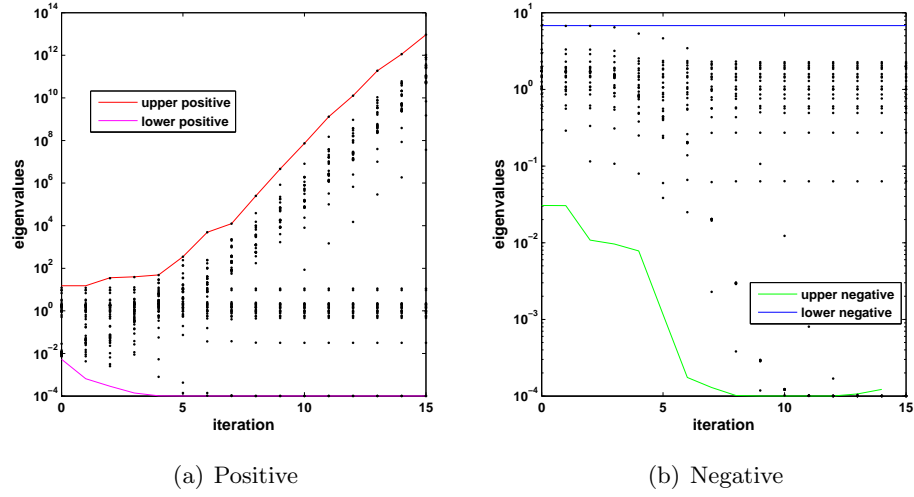 10^14
10^12
10^10
10^8
10^6
10^4
10^2
10^0
10^−2
10^−4
eigenvalues
upper positive
lower positive
0 5 10 15
iteration
(a) Positive
10^1
10^0
10^−1
10^−2
10^−3
10^−4
eigenvalues
upper negative
lower negative
0 5 10 15
iteration
(b) Negative